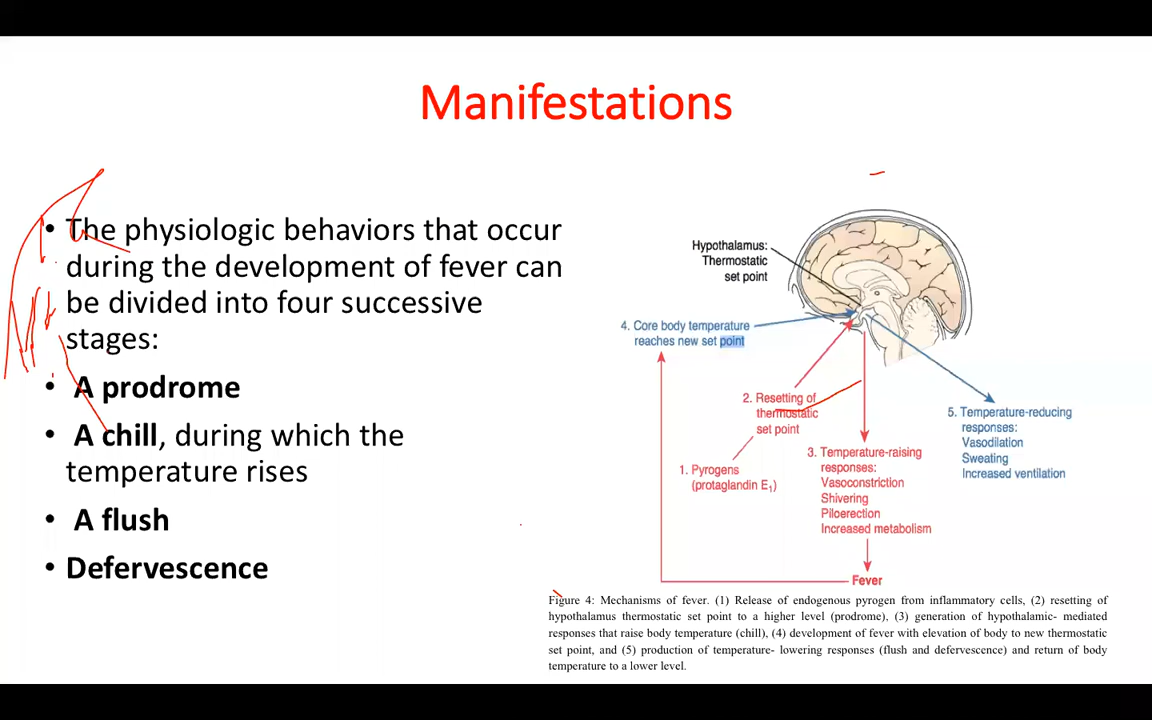 Manifestations
• The physiologic behaviors that occur
during the development of fever can
be divided into four successive
stages:
• A prodrome
• A chill, during which the
temperature rises
• A flush
• Defervescence
Hypothalamus:
Thermostatic
set point
4. Core body temperature
reaches new set point
2. Resetting of
thermostatic
set point
1. Pyrogens
(protaglandin E₁)
3. Temperature-raising
responses:
Vasoconstriction
Shivering
Piloerection
Increased metabolism
5. Temperature-reducing
responses:
Vasodilation
Sweating
Increased ventilation
Fever
Figure 4: Mechanisms of fever. (1) Release of endogenous pyrogen from inflammatory cells, (2) resetting of
hypothalamus thermostatic set point to a higher level (prodrome), (3) generation of hypothalamic- mediated
responses that raise body temperature (chill), (4) development of fever with elevation of body to new thermostatic
set point, and (5) production of temperature- lowering responses (flush and defervescence) and return of body
temperature to a lower level.